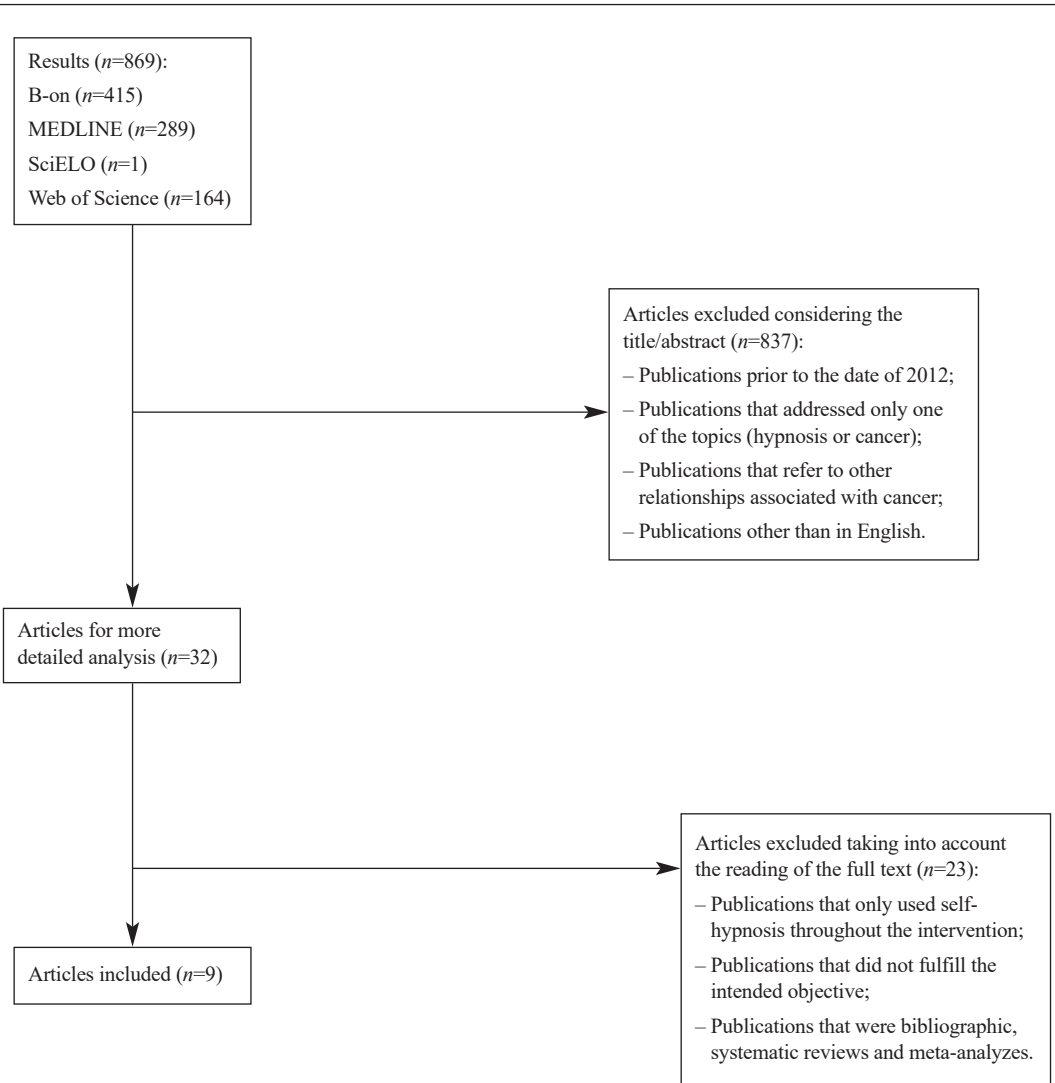 Results (n=869):
B-on (n=415)
MEDLINE (n=289)
SciELO (n=1)
Web of Science (n=164)
Articles excluded considering the
title/abstract (n=837):
– Publications prior to the date of 2012;
– Publications that addressed only one
of the topics (hypnosis or cancer);
– Publications that refer to other
relationships associated with cancer;
– Publications other than in English.
Articles for more
detailed analysis (n=32)
Articles excluded taking into account
the reading of the full text (n=23):
– Publications that only used self-
hypnosis throughout the intervention;
– Publications that did not fulfill the
intended objective;
– Publications that were bibliographic,
systematic reviews and meta-analyzes.
Articles included (n=9)